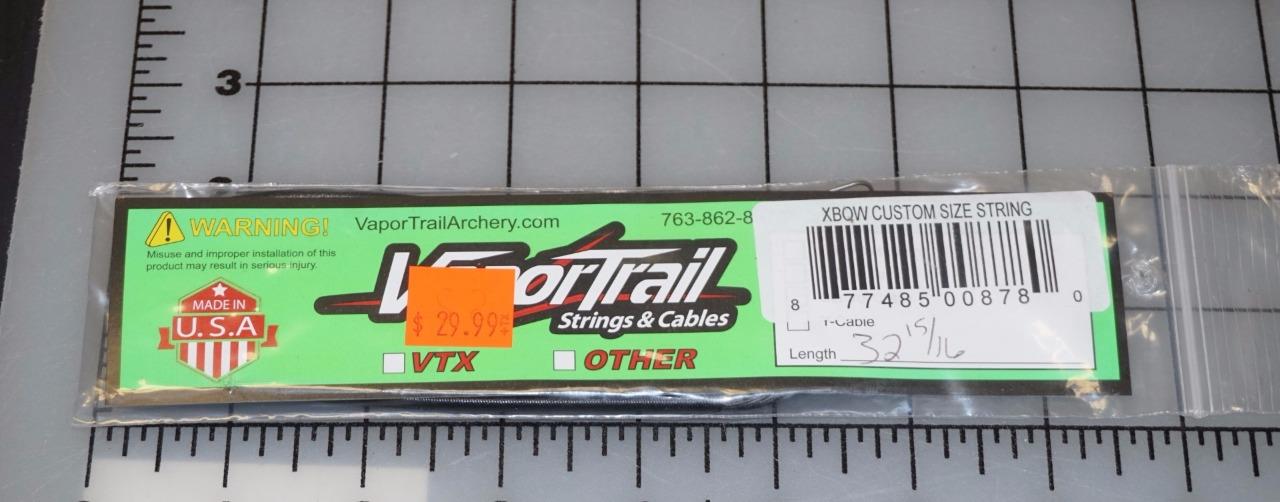 3
WARNING!
VaporTrailArchery.com
763-862-8
Misuse and improper installation of this
product may result in serious injury.
MADE IN
U.S.A
VaporTrail
Strings & Cables
$ 29.99
VTX
OTHER
XBOW CUSTOM SIZE STRING
8 77485 00878 0
Y-Cable
Length 32 15/16